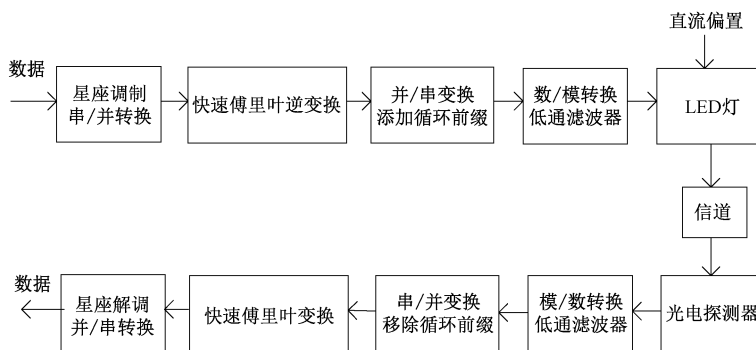 直流偏置
数据
星座调制
串/并转换
快速傅里叶逆变换
并/串变换
添加循环前缀
数/模转换
低通滤波器
LED灯
信道
数据
星座解调
并/串转换
快速傅里叶变换
串/并变换
移除循环前缀
模/数转换
低通滤波器
光电探测器